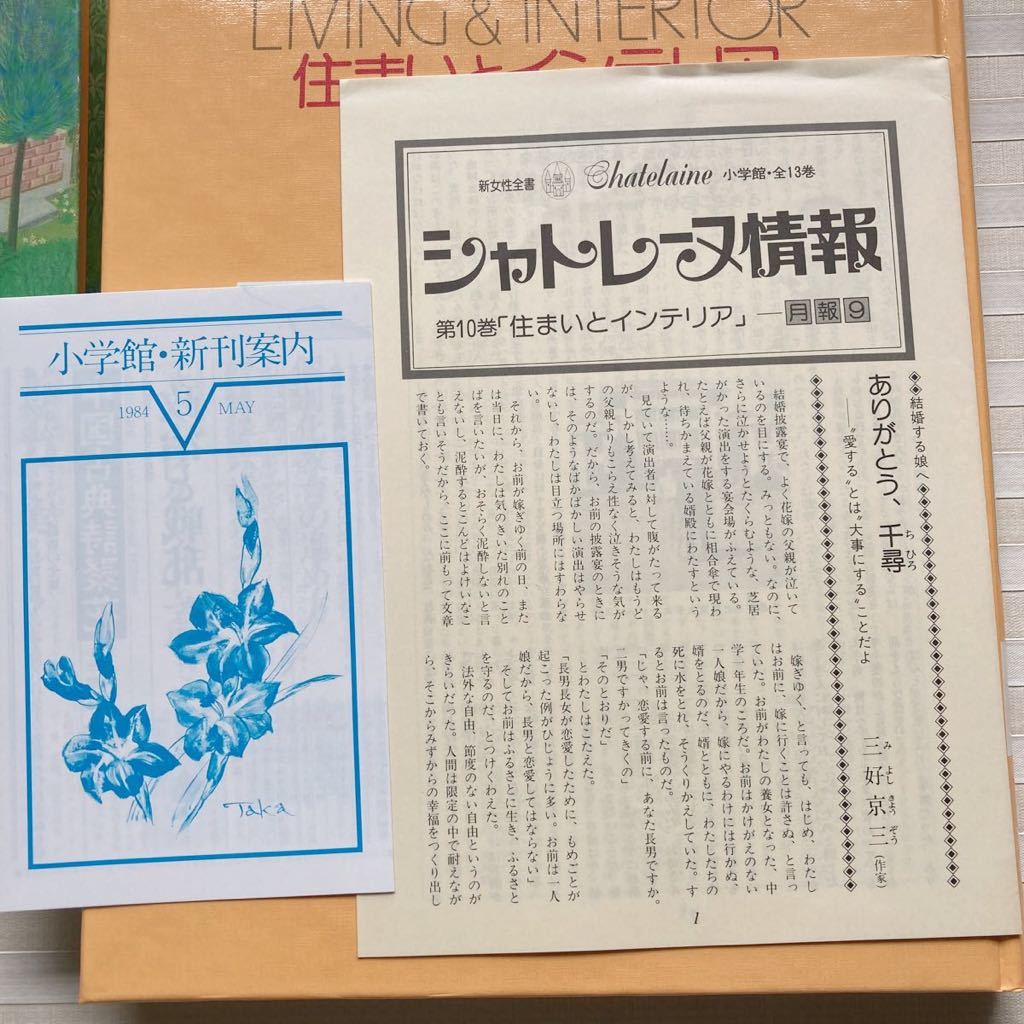 LIVING & INTERIOR
住まいとインテリア
新女性全書
Chatelaine
小学館・全13巻
シャトレーヌ情報
第10巻「住まいとインテリア」―月報9
結婚する娘へ
ありがとう、千尋
ちひろ
――“愛する”とは“大事にする”ことだよ
三好京三(作家)
みよしきょうぞう
結婚披露宴で、よく花嫁の父親が泣いて
いるのを目にする。みっともない。なのに、
さらに泣かせようとたくらむような、芝居
がかった演出をする宴会場がふえている。
たとえば父親が花嫁とともに相合傘で現わ
れ、待ちかまえている婿殿にわたすという
ような……。
見ていて演出者に対して腹がたって来る
が、しかし考えてみると、わたしはもうど
の父親よりもこらえ性なく泣きそうな気が
するのだ。だから、お前の披露宴のときに
は、そのようなばかばかしい演出はやらせ
ないし、わたしは目立つ場所にはすわらな
い。
それから、お前が嫁ぎゆく前の日、また
は当日に、わたしは気のきいた別れのこと
ばを言いたいが、おそらく泥酔しないと言
えないし、泥酔するとこんどはよけいなこ
とも言いそうだから、ここに前もって文章
で書いておく。
嫁ぎゆく、と言っても、はじめ、わたし
はお前に、嫁に行くことは許さぬ、と言っ
ていた。お前がわたしの養女となった、中
学一年生のころだ。お前はかけがえのない
一人娘だから、嫁にやるわけには行かぬ、
婿をとるのだ、婿とともに、わたしたちの
死に水をとれ、そうくりかえしていた。す
るとお前は言ったものだ。
「じゃ、恋愛する前に、あなた長男ですか。
二男ですかってきくの」
「そのとおりだ」
とわたしはこたえた。
「長男長女が恋愛したために、もめごとが
起こった例がひじょうに多い。お前は一人
娘だから、長男と恋愛してはならない」
そしてお前はふるさとに生き、ふるさと
を守るのだ、とつけくわえた。
法外な自由、節度のない自由というのが
きらいだった。人間は限定の中で耐えなが
ら、そこからみずからの幸福をつくり出し
1
小学館・新刊案内
1984 5 MAY
Taka